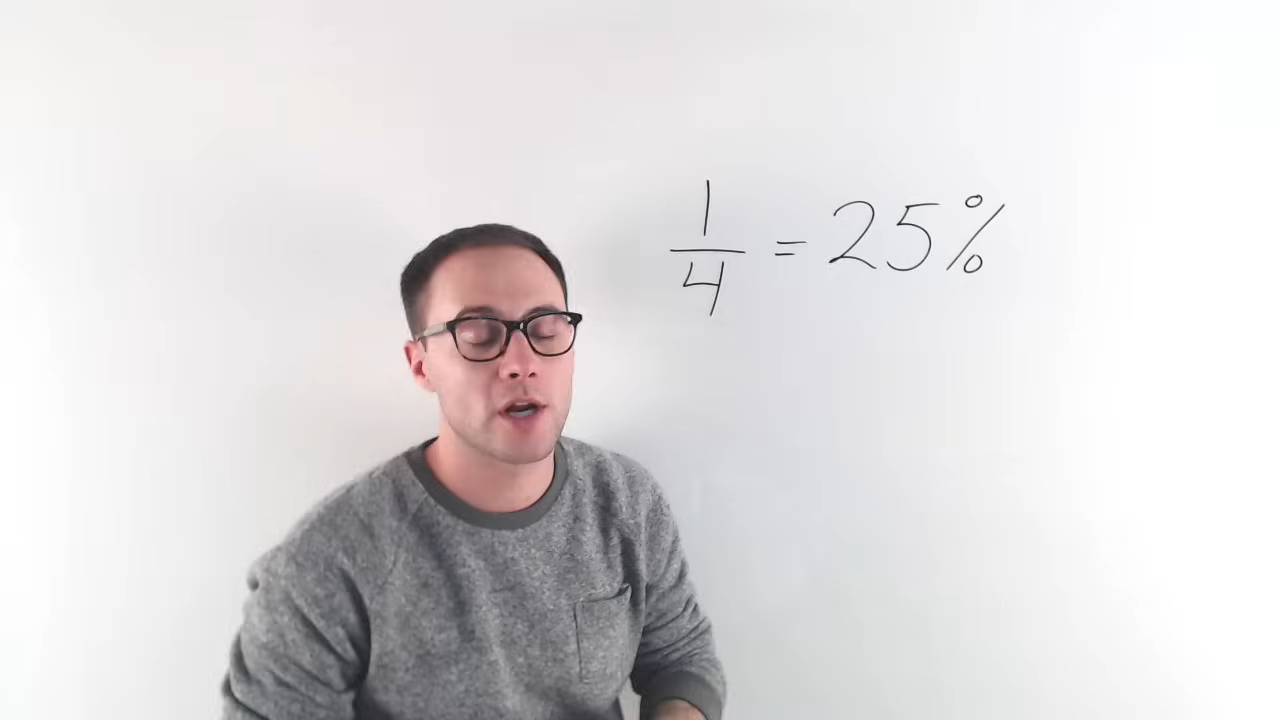 1/4 = 25%